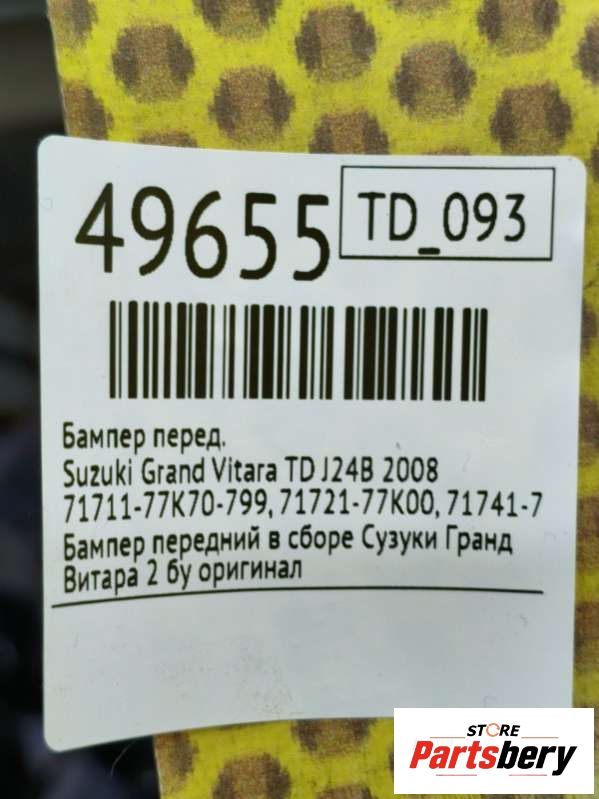 49655
TD_093
Бампер перед.
Suzuki Grand Vitara TD J24B 2008
71711-77K70-799, 71721-77K00, 71741-7
Бампер передний в сборе Сузуки Гранд
Витара 2 бу оригинал
STORE
Partsbery